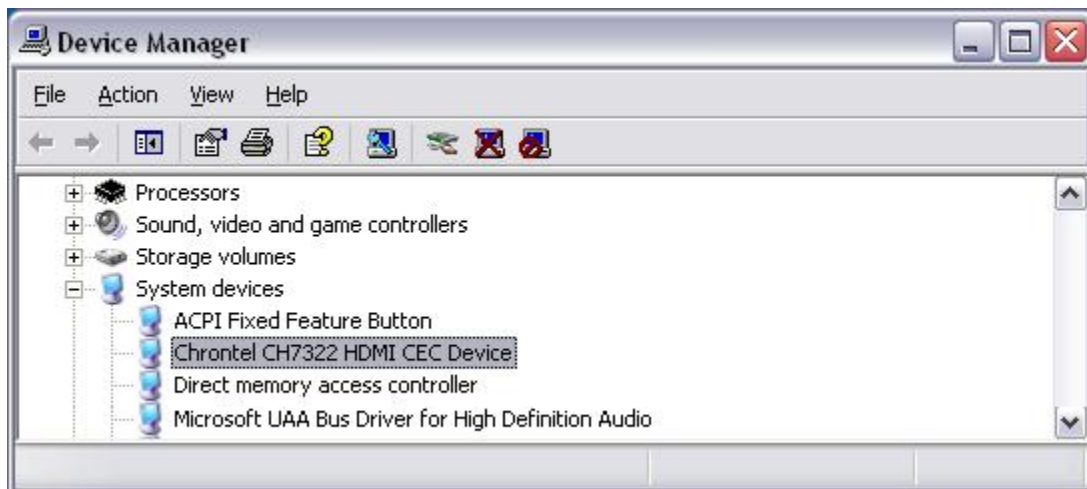 Device Manager
File Action View Help
Processors
Sound, video and game controllers
Storage volumes
System devices
ACPI Fixed Feature Button
Chrontel CH7322 HDMI CEC Device
Direct memory access controller
Microsoft UAA Bus Driver for High Definition Audio